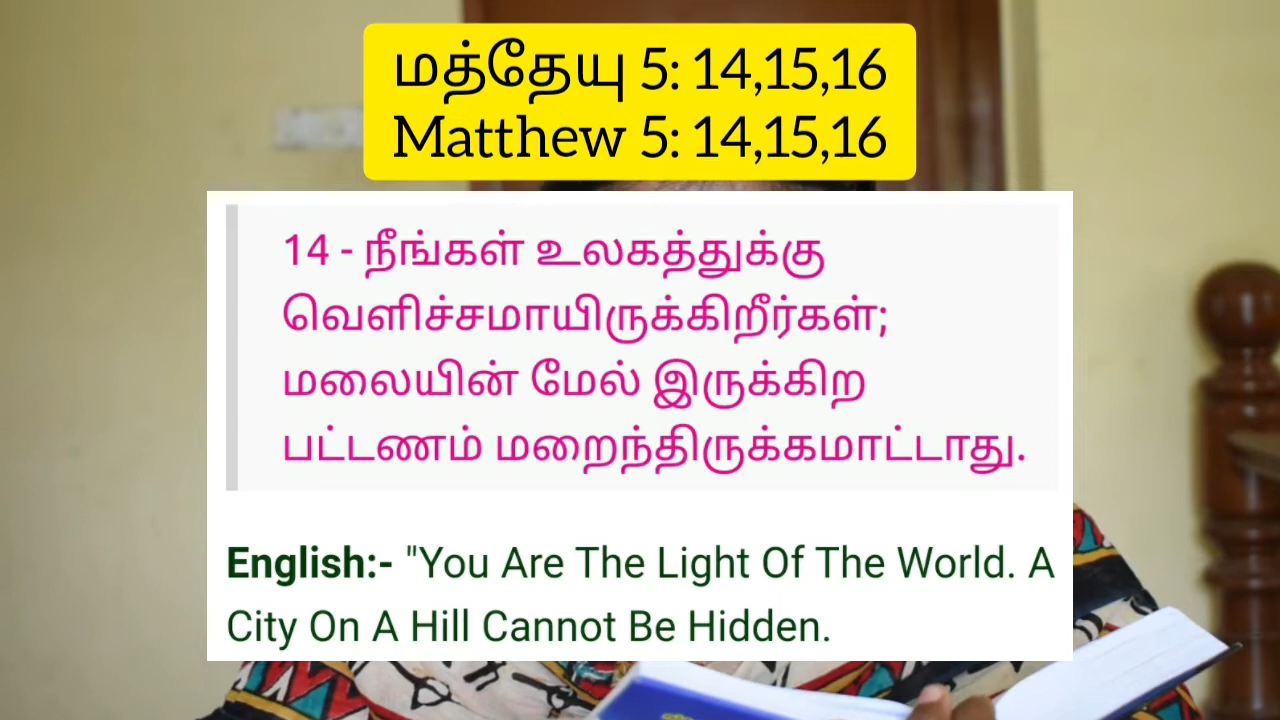 மத்தேயு 5: 14,15,16
Matthew 5: 14,15,16
14 - நீங்கள் உலகத்துக்கு
வெளிச்சமாயிருக்கிறீர்கள்;
மலையின் மேல் இருக்கிற
பட்டணம் மறைந்திருக்கமாட்டாது.
English:- "You Are The Light Of The World. A
City On A Hill Cannot Be Hidden.